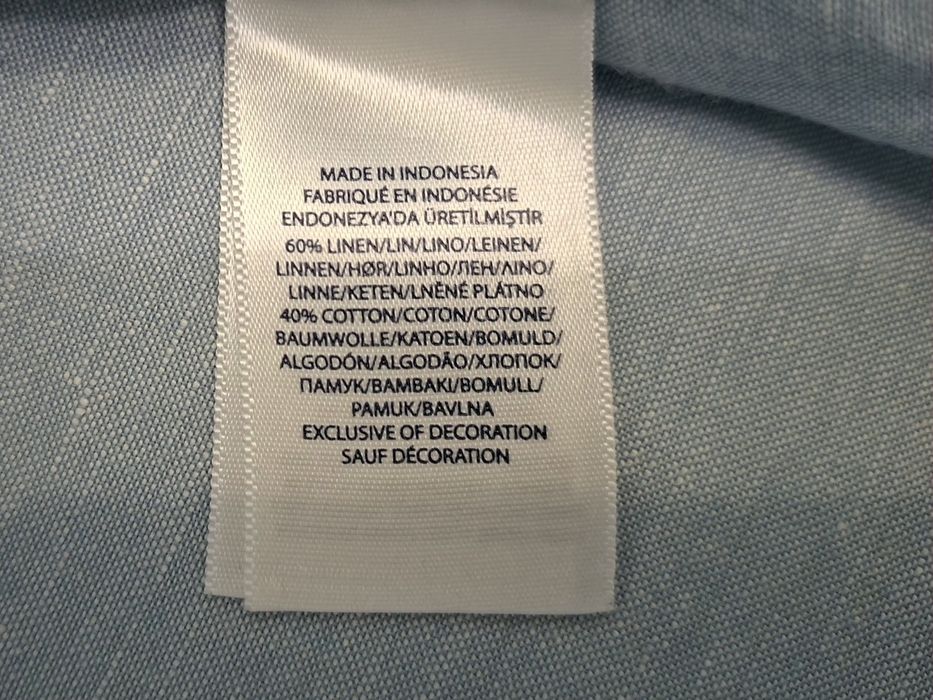 MADE IN INDONESIA
FABRIQUÉ EN INDONÉSIE
ENDONEZYA'DA ÜRETİLMİŞTİR
60% LINEN/LIN/LINO/LEINEN/
LINNEN/HØR/LINHO/ЛЕН/ΛΙΝΟ/
LINNE/KETEN/LNĚNÉ PLÁTNO
40% COTTON/COTON/COTONE/
BAUMWOLLE/KATOEN/BOMULD/
ALGODÓN/ALGODÃO/ХЛОПОК/
ПАМУК/ΒΑΜΒΑΚΙ/BOMULL/
PAMUK/BAVLNA
EXCLUSIVE OF DECORATION
SAUF DÉCORATION